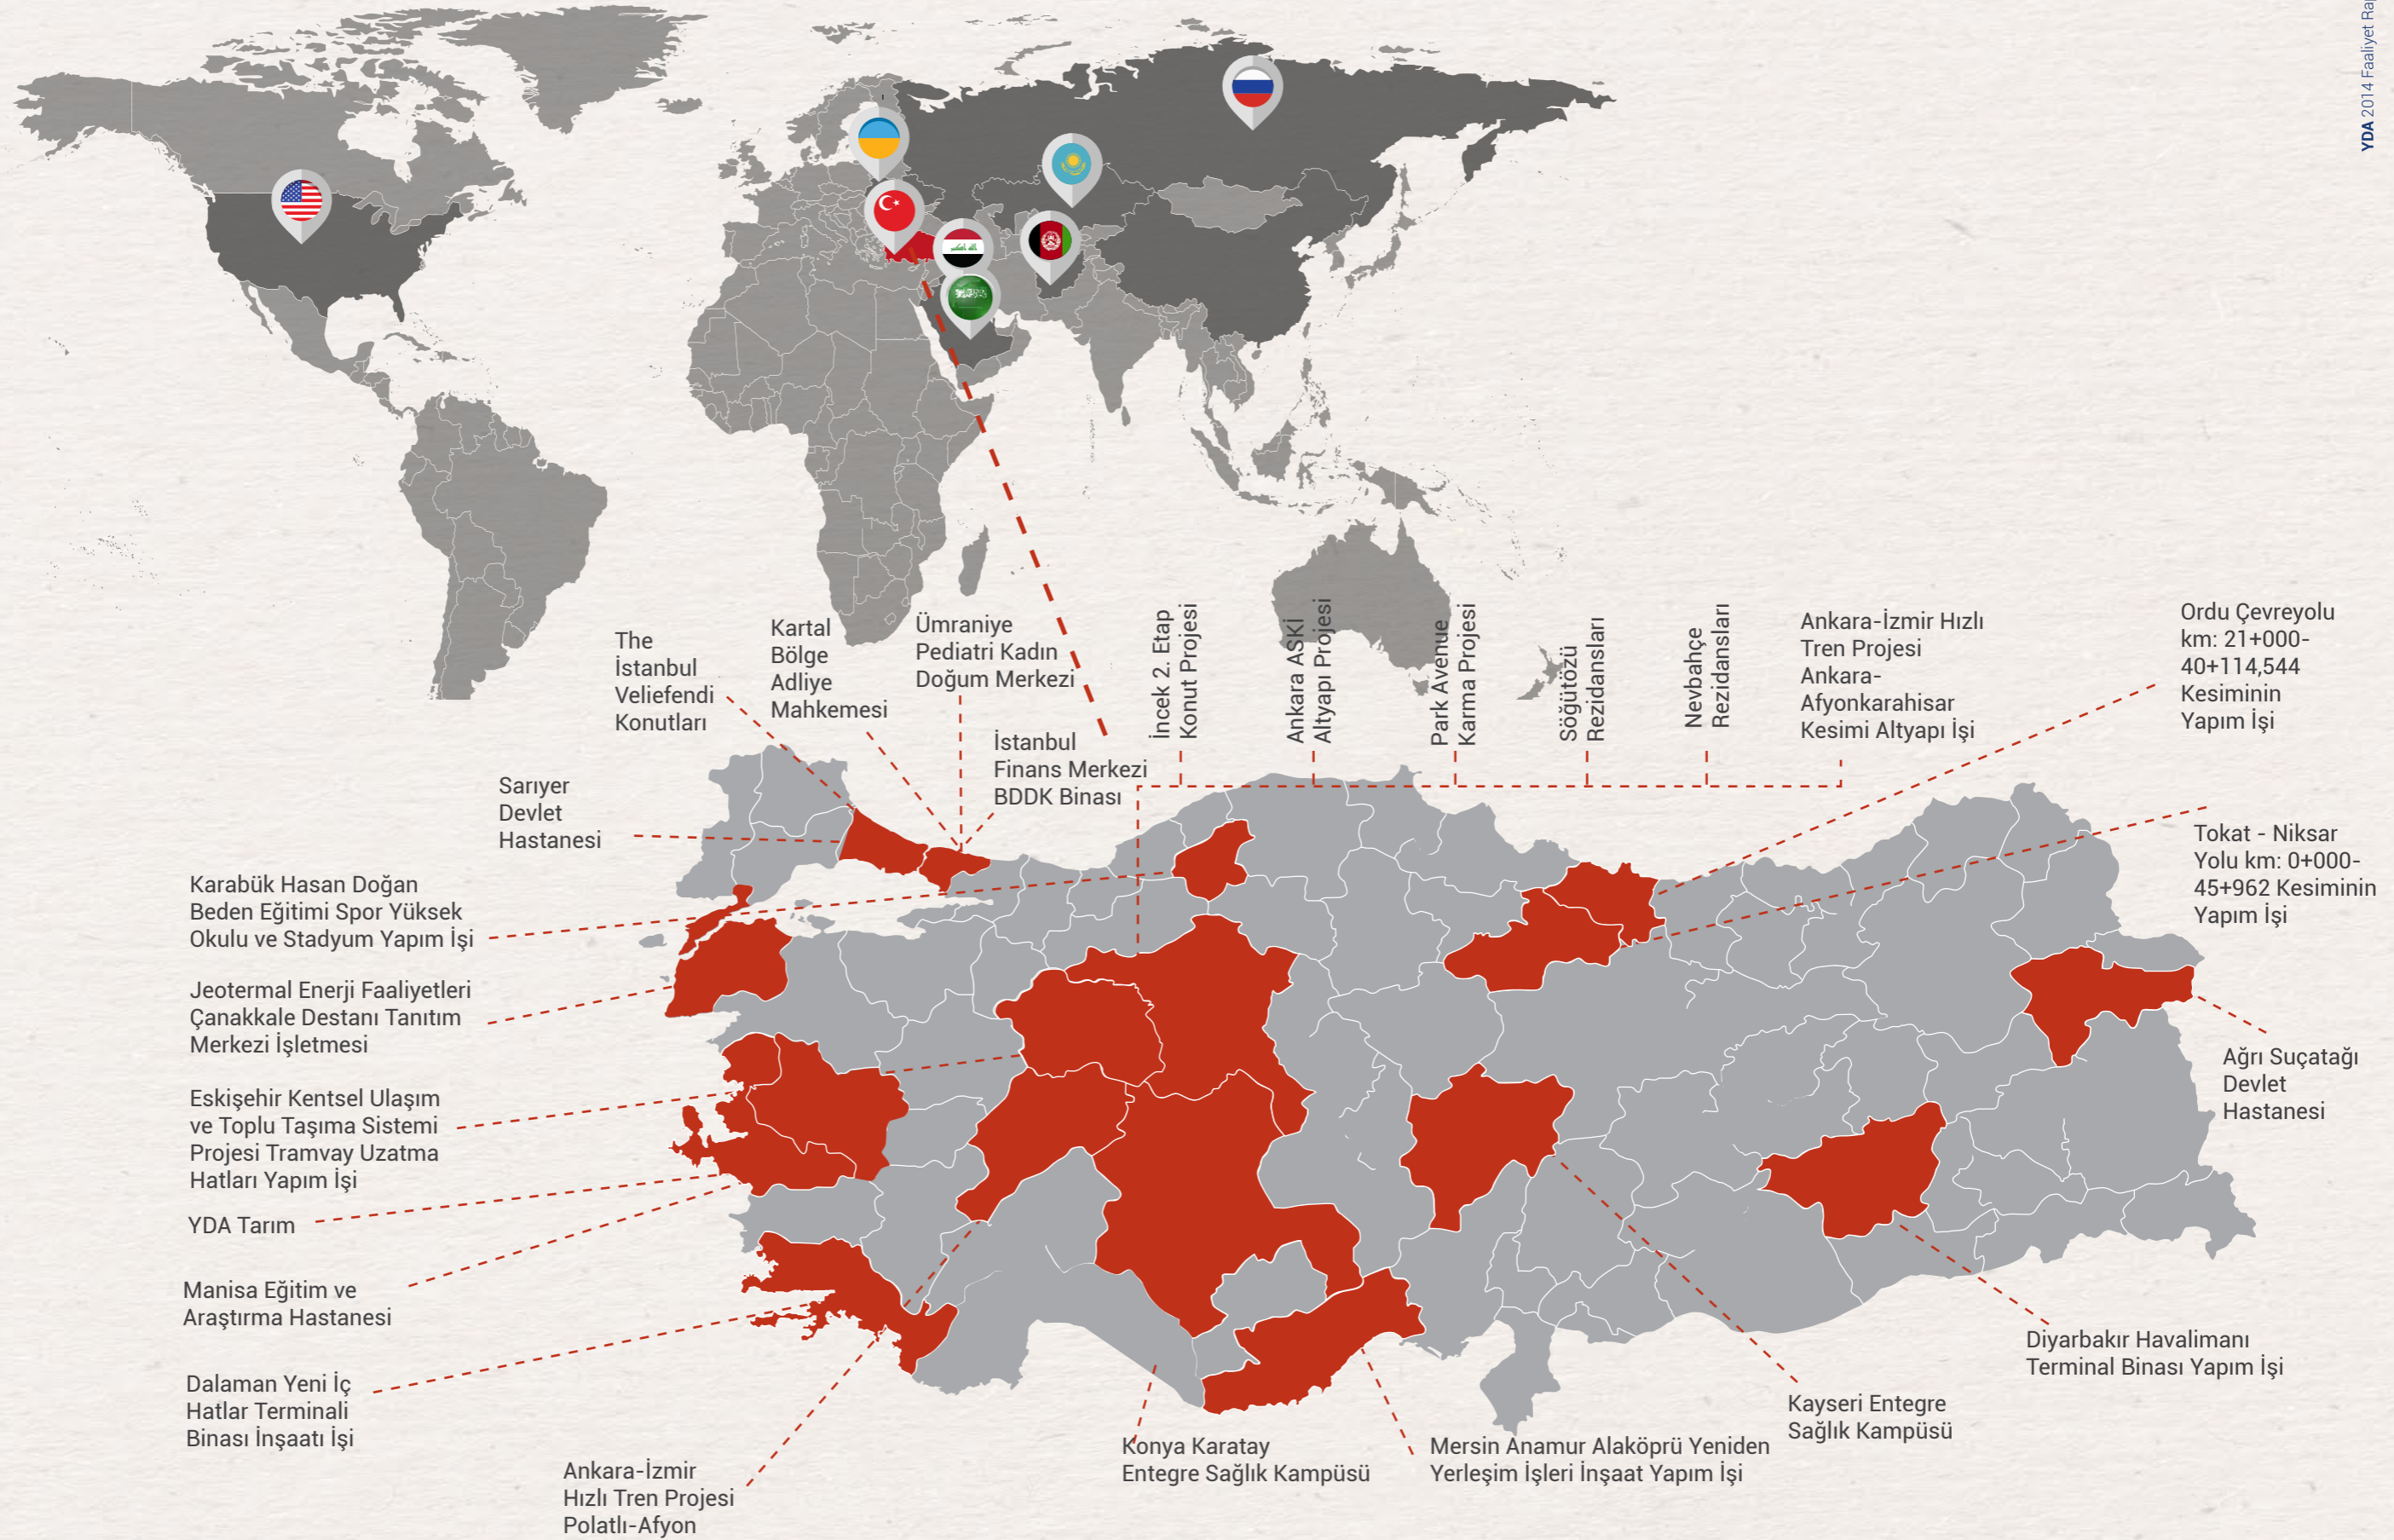 YDA 2014 Faaliyet Rap
The
İstanbul
Veliefendi
Konutları
Kartal
Bölge
Adliye
Mahkemesi
Ümraniye
Pediatri Kadın
Doğum Merkezi
İstanbul
Finans Merkezi
BDDK Binası
İncek 2. Etap
Konut Projesi
Ankara ASKİ
Altyapı Projesi
Park Avenue
Karma Projesi
Söğütözü
Rezidansları
Nevbahçe
Rezidansları
Ankara-İzmir Hızlı
Tren Projesi
Ankara-
Afyonkarahisar
Kesimi Altyapı İşi
Ordu Çevreyolu
km: 21+000-
40+114,544
Kesiminin
Yapım İşi
Sarıyer
Devlet
Hastanesi
Tokat - Niksar
Yolu km: 0+000-
45+962 Kesiminin
Yapım İşi
Karabük Hasan Doğan
Beden Eğitimi Spor Yüksek
Okulu ve Stadyum Yapım İşi
Jeotermal Enerji Faaliyetleri
Çanakkale Destanı Tanıtım
Merkezi İşletmesi
Eskişehir Kentsel Ulaşım
ve Toplu Taşıma Sistemi
Projesi Tramvay Uzatma
Hatları Yapım İşi
YDA Tarım
Manisa Eğitim ve
Araştırma Hastanesi
Dalaman Yeni İç
Hatlar Terminali
Binası İnşaatı İşi
Ankara-İzmir
Hızlı Tren Projesi
Polatlı-Afyon
Konya Karatay
Entegre Sağlık Kampüsü
Mersin Anamur Alaköprü Yeniden
Yerleşim İşleri İnşaat Yapım İşi
Kayseri Entegre
Sağlık Kampüsü
Diyarbakır Havalimanı
Terminal Binası Yapım İşi
Ağrı Suçatağı
Devlet
Hastanesi